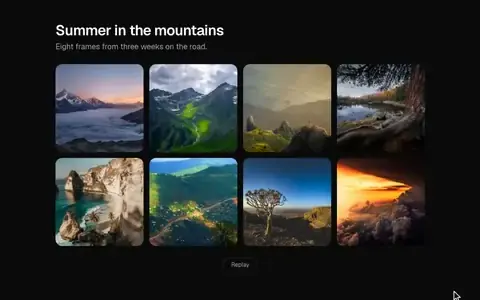 Summer in the mountains
Eight frames from three weeks on the road.
Replay